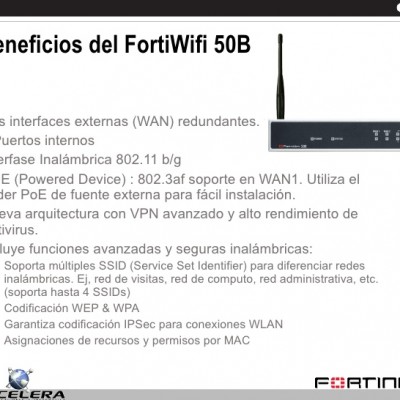 eneficios del FortiWifi 50B
s interfaces externas (WAN) redundantes.
Puertos internos
erfase Inalámbrica 802.11 b/g
E (Powered Device) : 802.3af soporte en WAN1. Utiliza el
der PoE de fuente externa para fácil instalación.
eva arquitectura con VPN avanzado y alto rendimiento de
tivirus.
luye funciones avanzadas y seguras inalámbricas:
Soporta múltiples SSID (Service Set Identifier) para diferenciar redes
inalámbricas. Ej, red de visitas, red de computo, red administrativa, etc.
(soporta hasta 4 SSIDs)
Codificación WEP & WPA
Garantiza codificación IPSec para conexiones WLAN
Asignaciones de recursos y permisos por MAC
CELERA
FORTINE